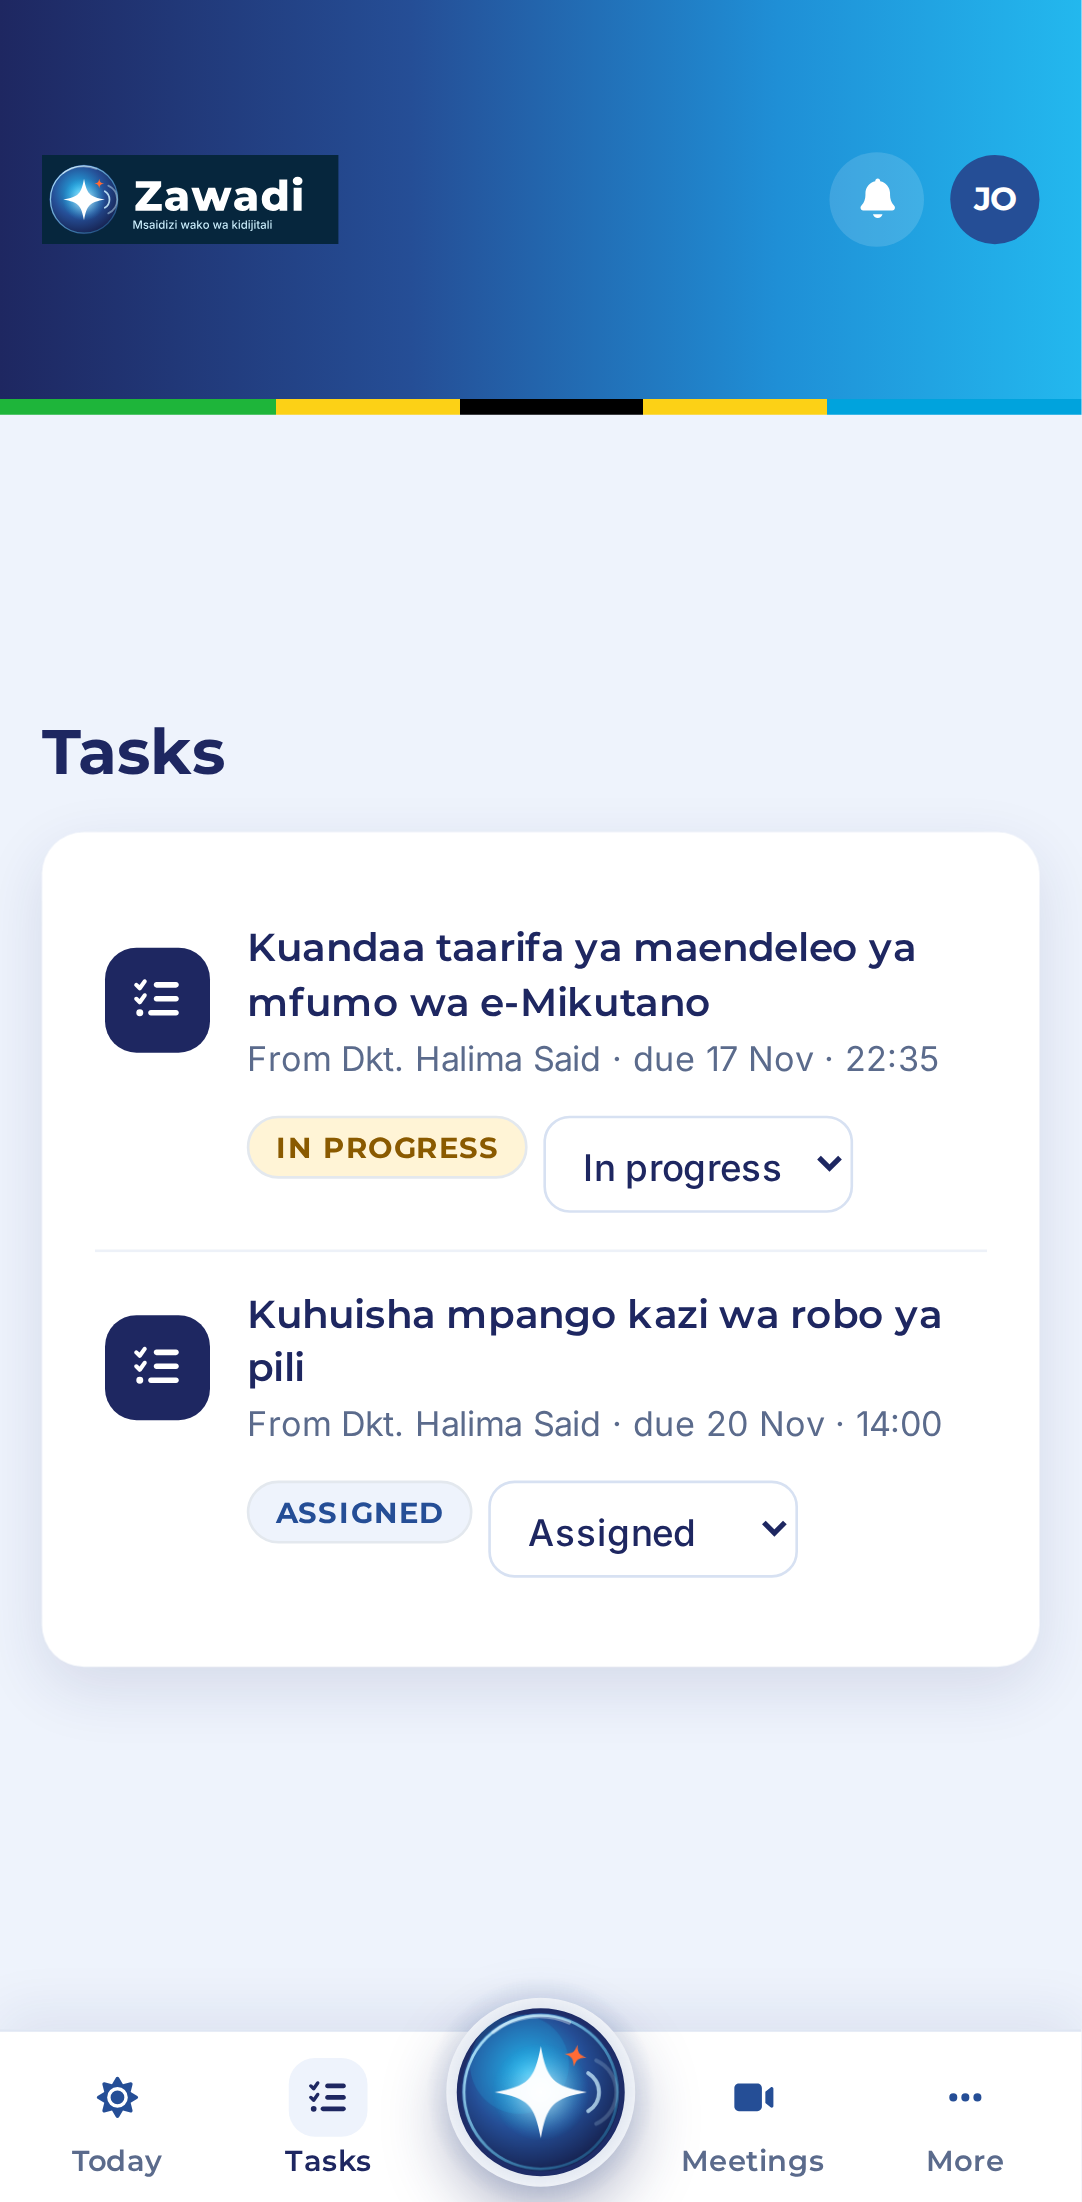 Zawadi
Msaidizi wako wa kidijitali
JO
Tasks
Kuandaa taarifa ya maendeleo ya
mfumo wa e-Mikutano
From Dkt. Halima Said · due 17 Nov · 22:35
IN PROGRESS
In progress
Kuhuisha mpango kazi wa robo ya
pili
From Dkt. Halima Said · due 20 Nov · 14:00
ASSIGNED
Assigned
Today
Tasks
Meetings
More